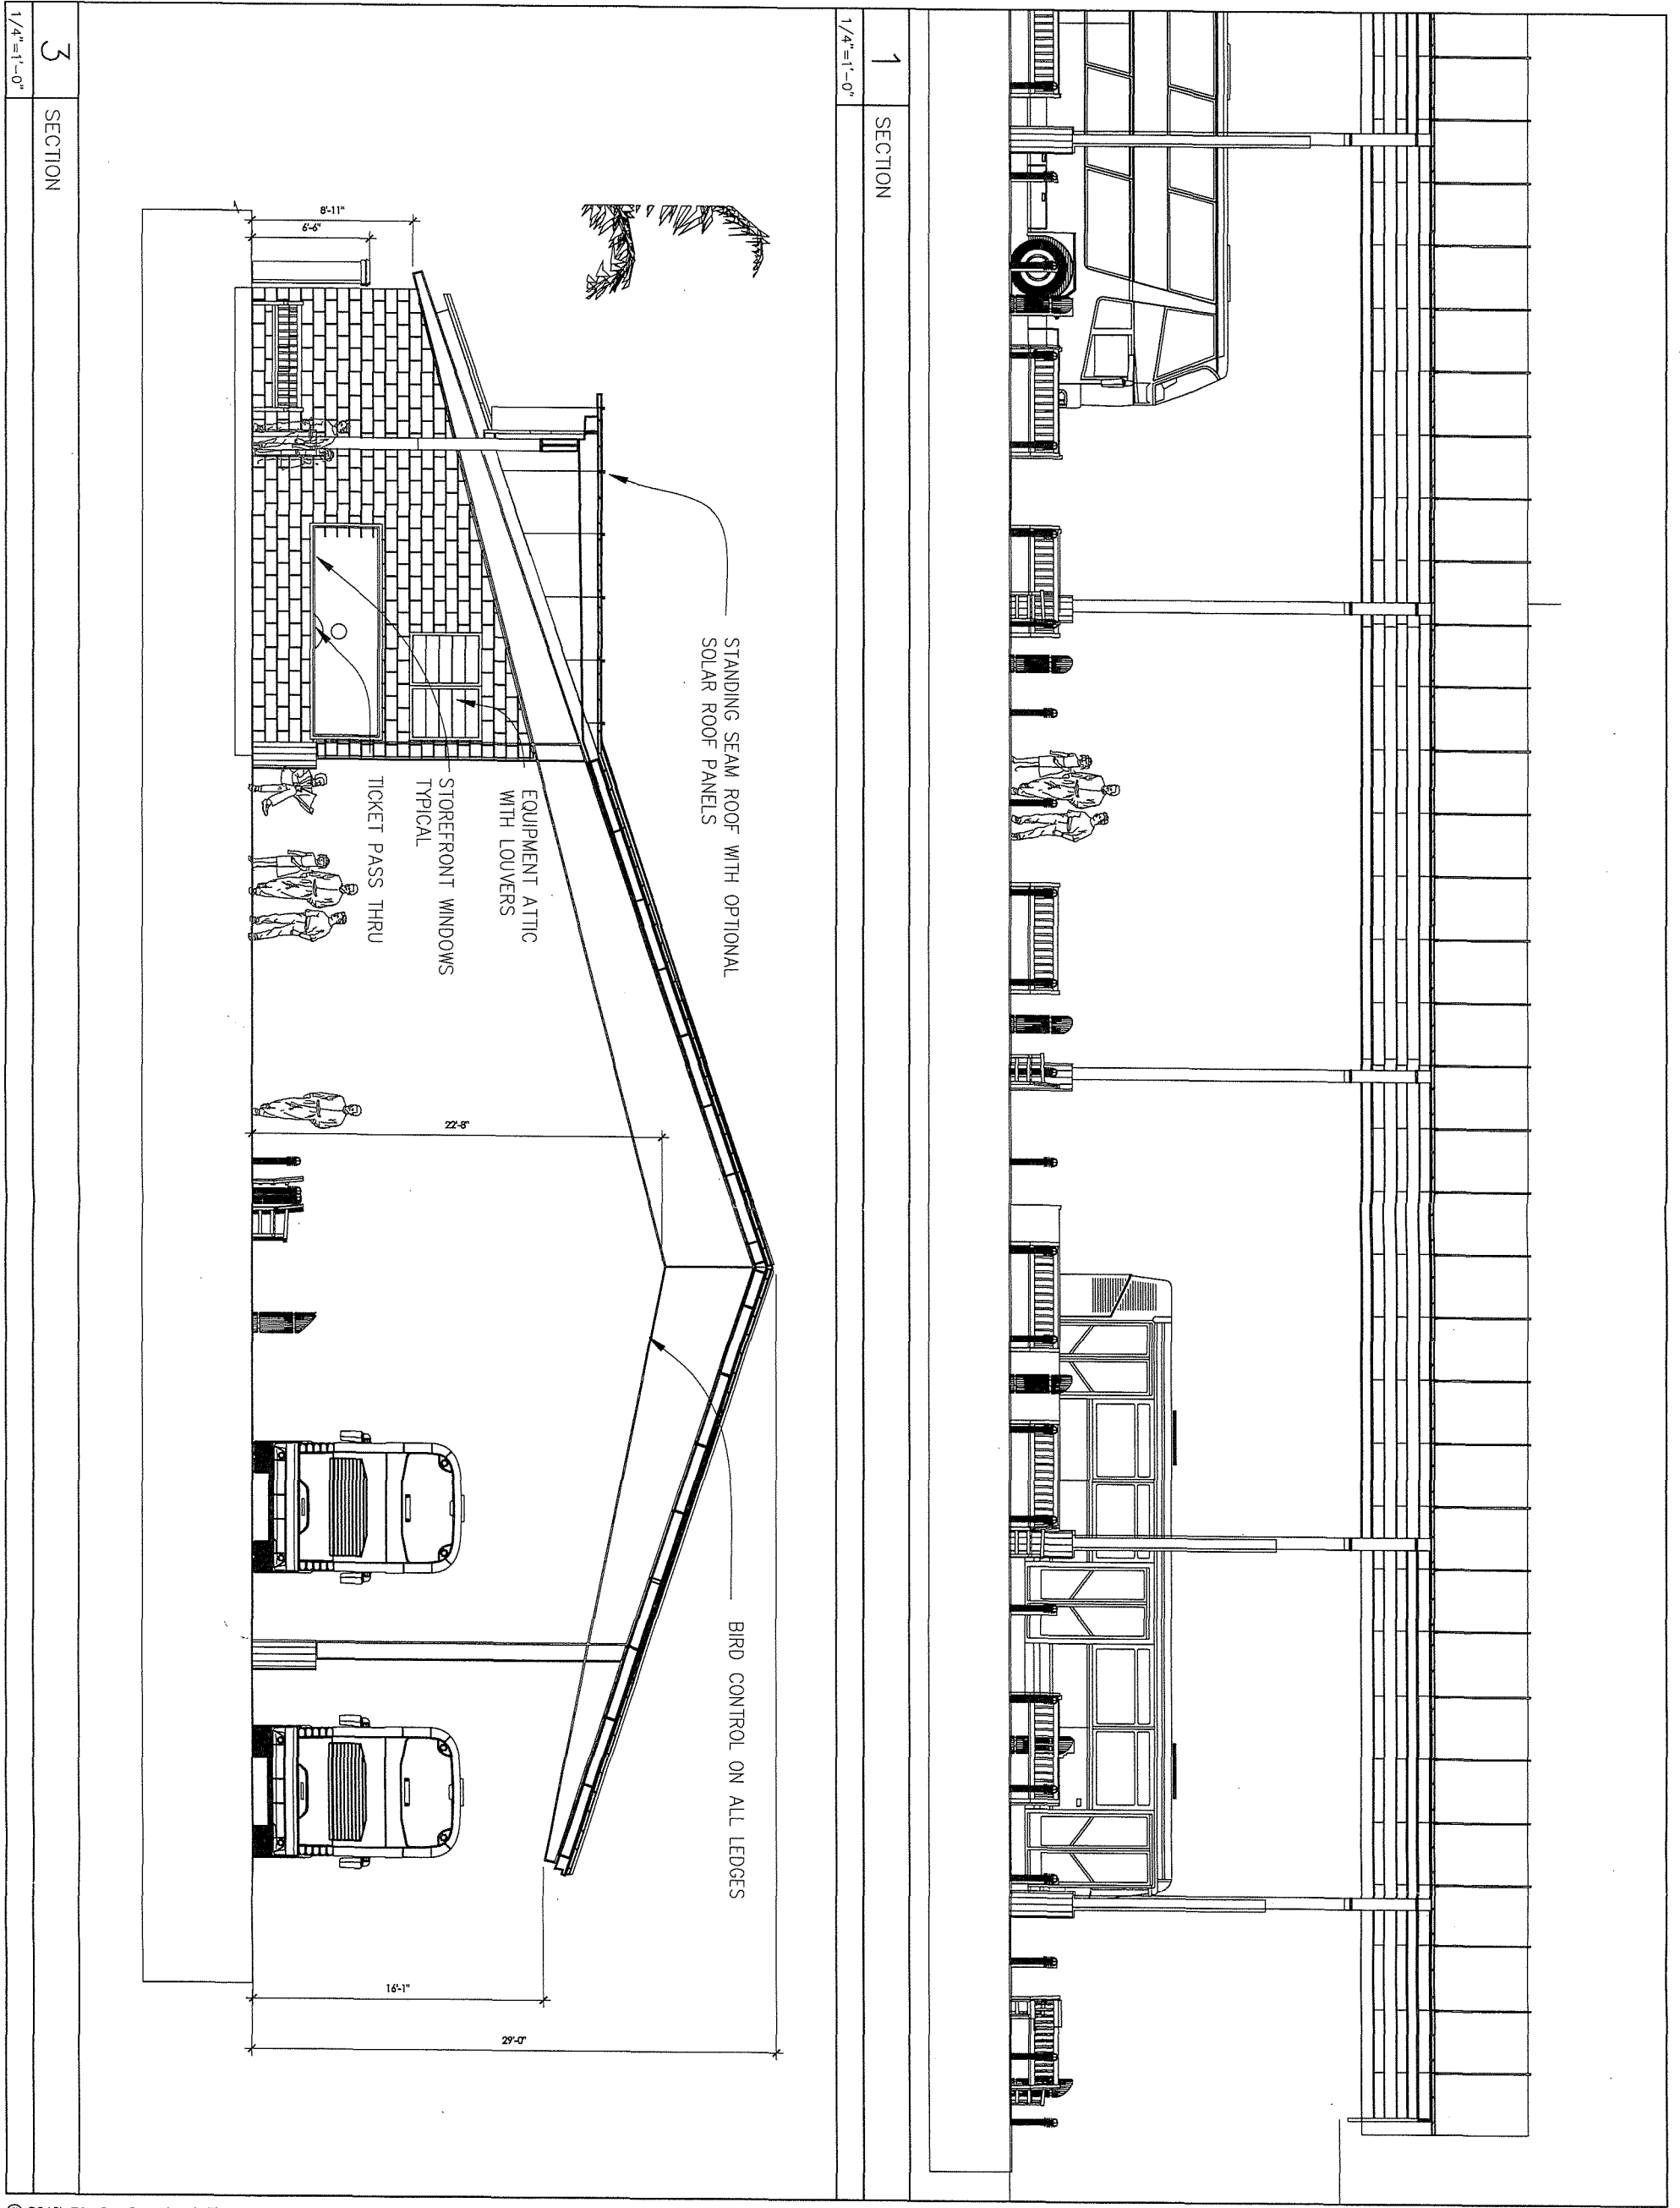 1
SECTION
1/4"=1'-0"
STANDING SEAM ROOF WITH OPTIONAL
SOLAR ROOF PANELS
BIRD CONTROL ON ALL LEDGES
EQUIPMENT ATTIC
WITH LOUVERS
STOREFRONT WINDOWS
TYPICAL
TICKET PASS THRU
8'-11"
6'-6"
22'-8"
16'-1"
29'-0"
3
SECTION
1/4"=1'-0"